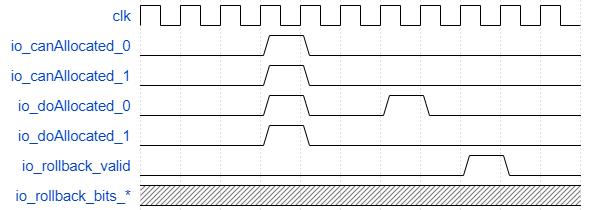 clk
io_canAllocated_0
io_canAllocated_1
io_doAllocated_0
io_doAllocated_1
io_rollback_valid
io_rollback_bits_*